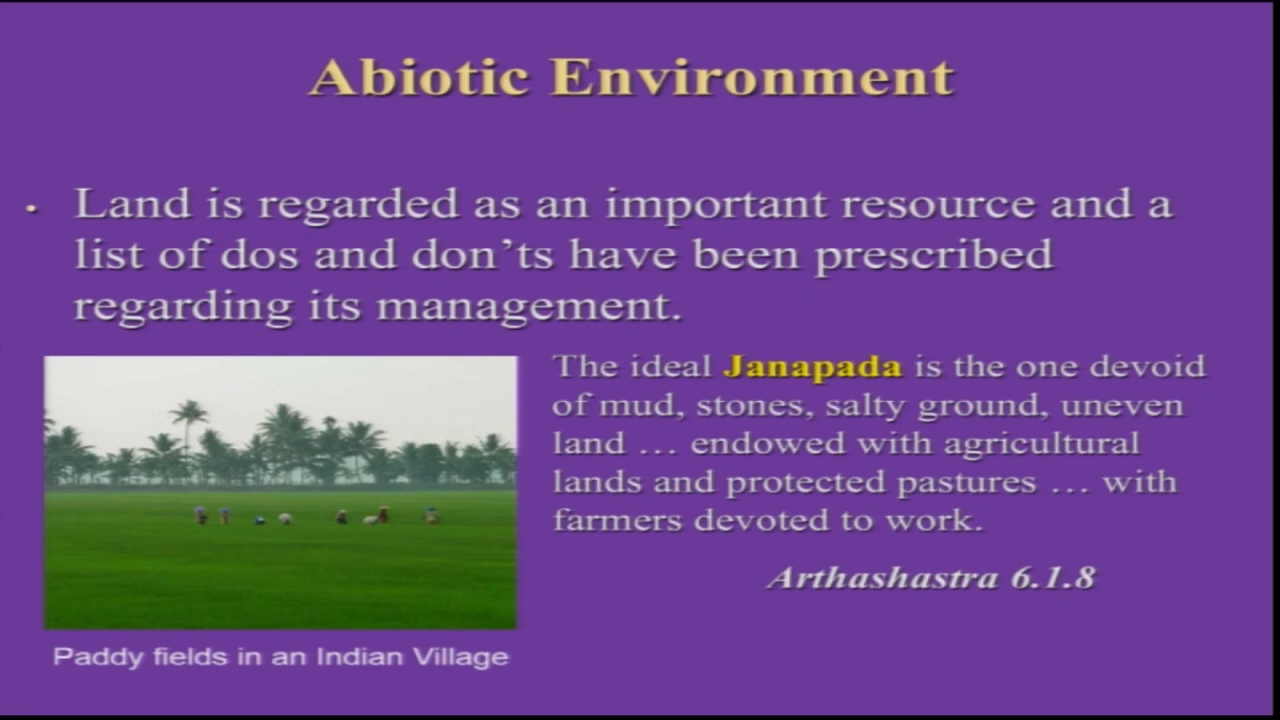 Abiotic Environment
• Land is regarded as an important resource and a
list of dos and don’ts have been prescribed
regarding its management.
The ideal Janapada is the one devoid
of mud, stones, salty ground, uneven
land … endowed with agricultural
lands and protected pastures … with
farmers devoted to work.
Arthashastra 6.1.8
Paddy fields in an Indian Village